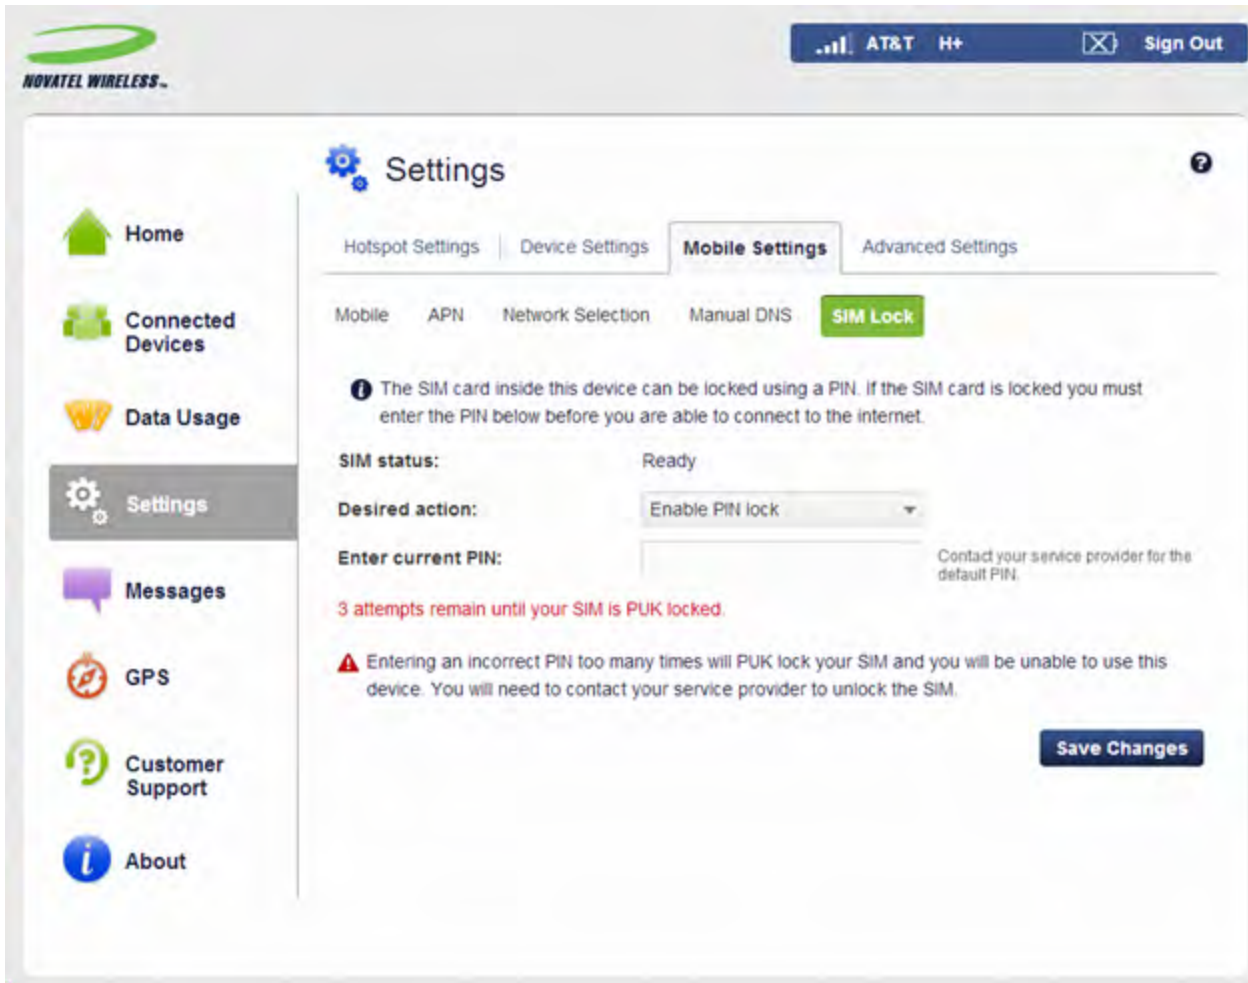 AT&T H+ Sign Out
NOVATEL WIRELESS™
Settings
Home
Connected
Devices
Data Usage
Settings
Messages
GPS
Customer
Support
About
Hotspot Settings Device Settings Mobile Settings Advanced Settings
Mobile APN Network Selection Manual DNS SIM Lock
The SIM card inside this device can be locked using a PIN. If the SIM card is locked you must
enter the PIN below before you are able to connect to the internet.
SIM status: Ready
Desired action: Enable PIN lock
Enter current PIN: Contact your service provider for the
default PIN.
3 attempts remain until your SIM is PUK locked.
Entering an incorrect PIN too many times will PUK lock your SIM and you will be unable to use this
device. You will need to contact your service provider to unlock the SIM.
Save Changes